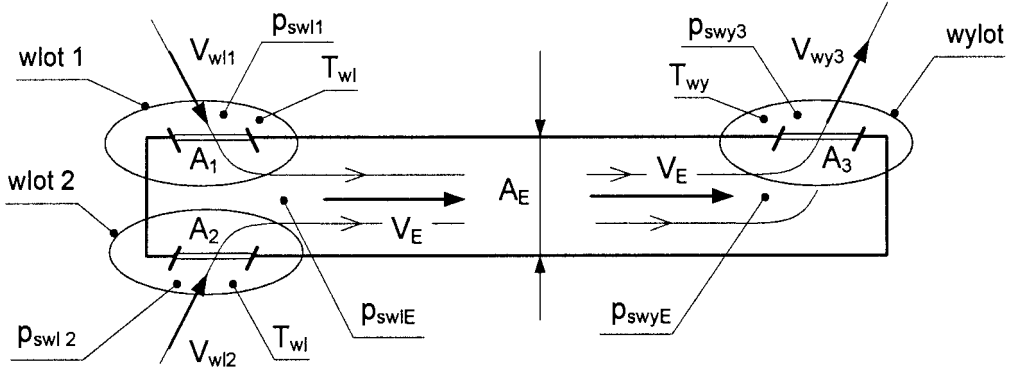 wlot 1
V_wl1
p_swl1
T_wl
p_swy3
V_wy3
wylot
T_wy
A_1
A_3
wlot 2
A_2
V_E
A_E
V_E
p_swl 2
V_wl2
T_wl
p_swlE
p_swyE